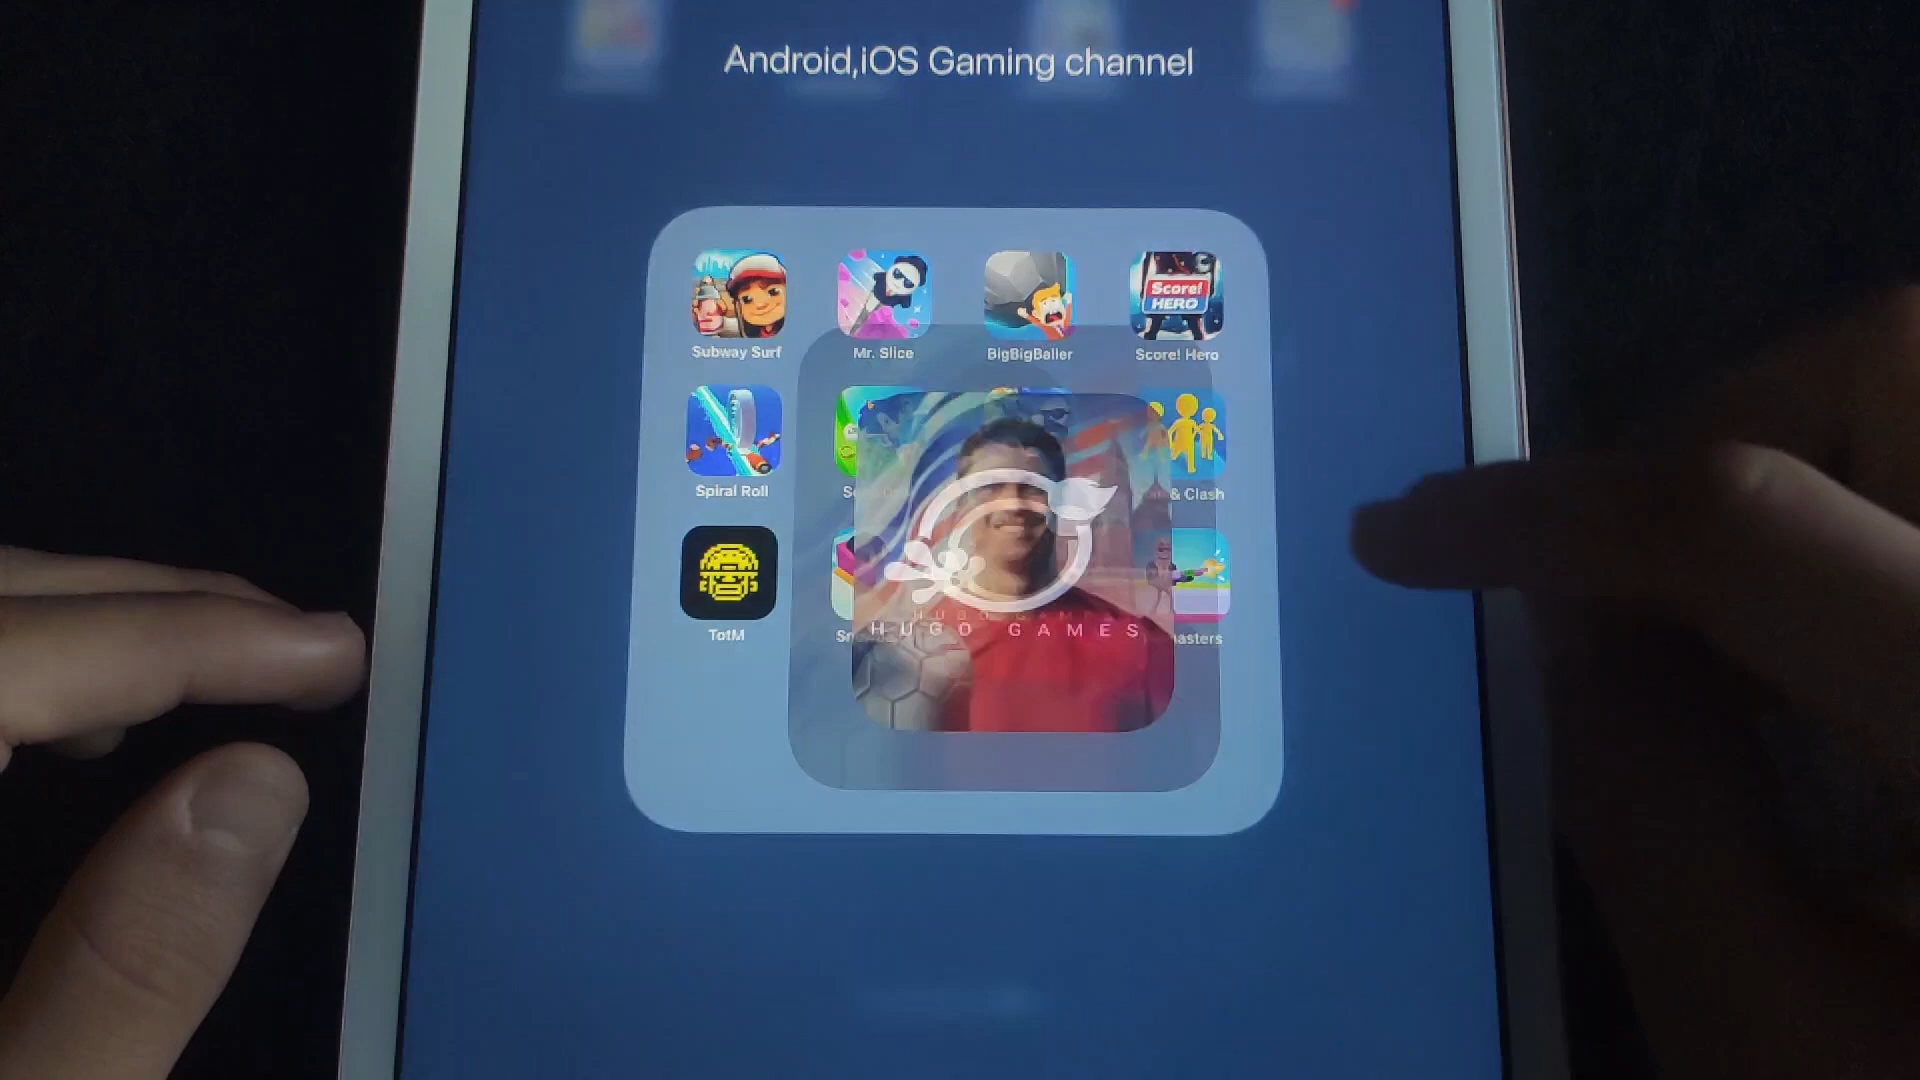 Android,iOS Gaming channel
Score!
HERO
Subway Surf
Mr. Slice
BigBigBaller
Score! Hero
Spiral Roll
& Clash
HUGO GAMES
TotM